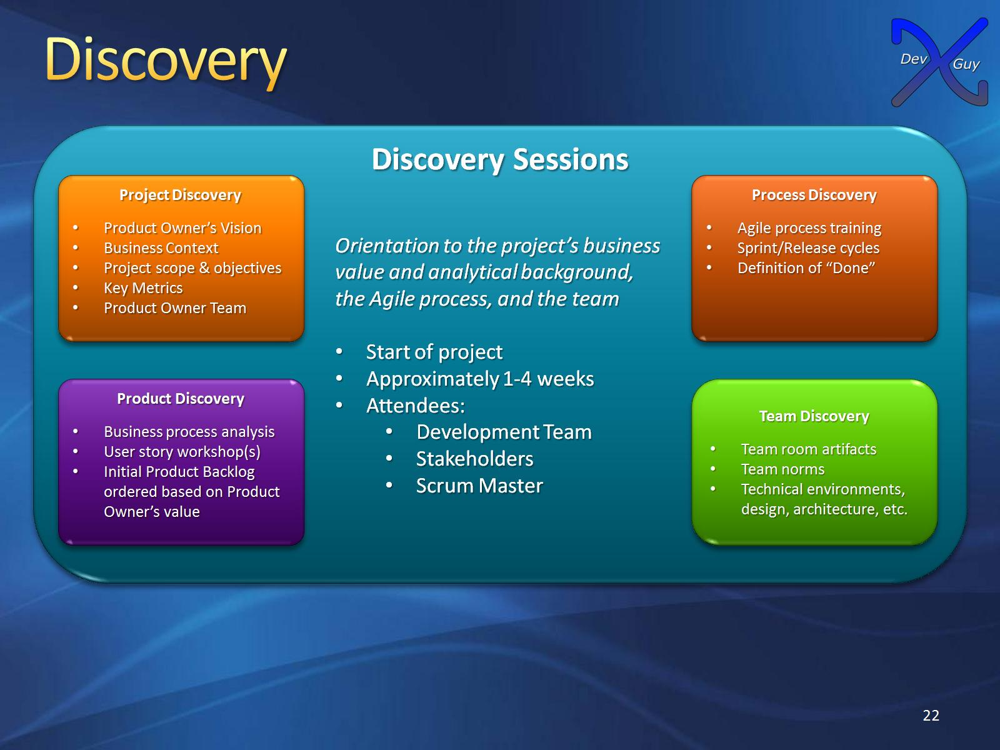 Discovery
Dev
Guy
Discovery Sessions
Project Discovery
• Product Owner’s Vision
• Business Context
• Project scope & objectives
• Key Metrics
• Product Owner Team
Orientation to the project’s business
value and analytical background,
the Agile process, and the team
• Start of project
• Approximately 1-4 weeks
• Attendees:
• Development Team
• Stakeholders
• Scrum Master
Process Discovery
• Agile process training
• Sprint/Release cycles
• Definition of “Done”
Product Discovery
• Business process analysis
• User story workshop(s)
• Initial Product Backlog
ordered based on Product
Owner’s value
Team Discovery
• Team room artifacts
• Team norms
• Technical environments,
design, architecture, etc.
22